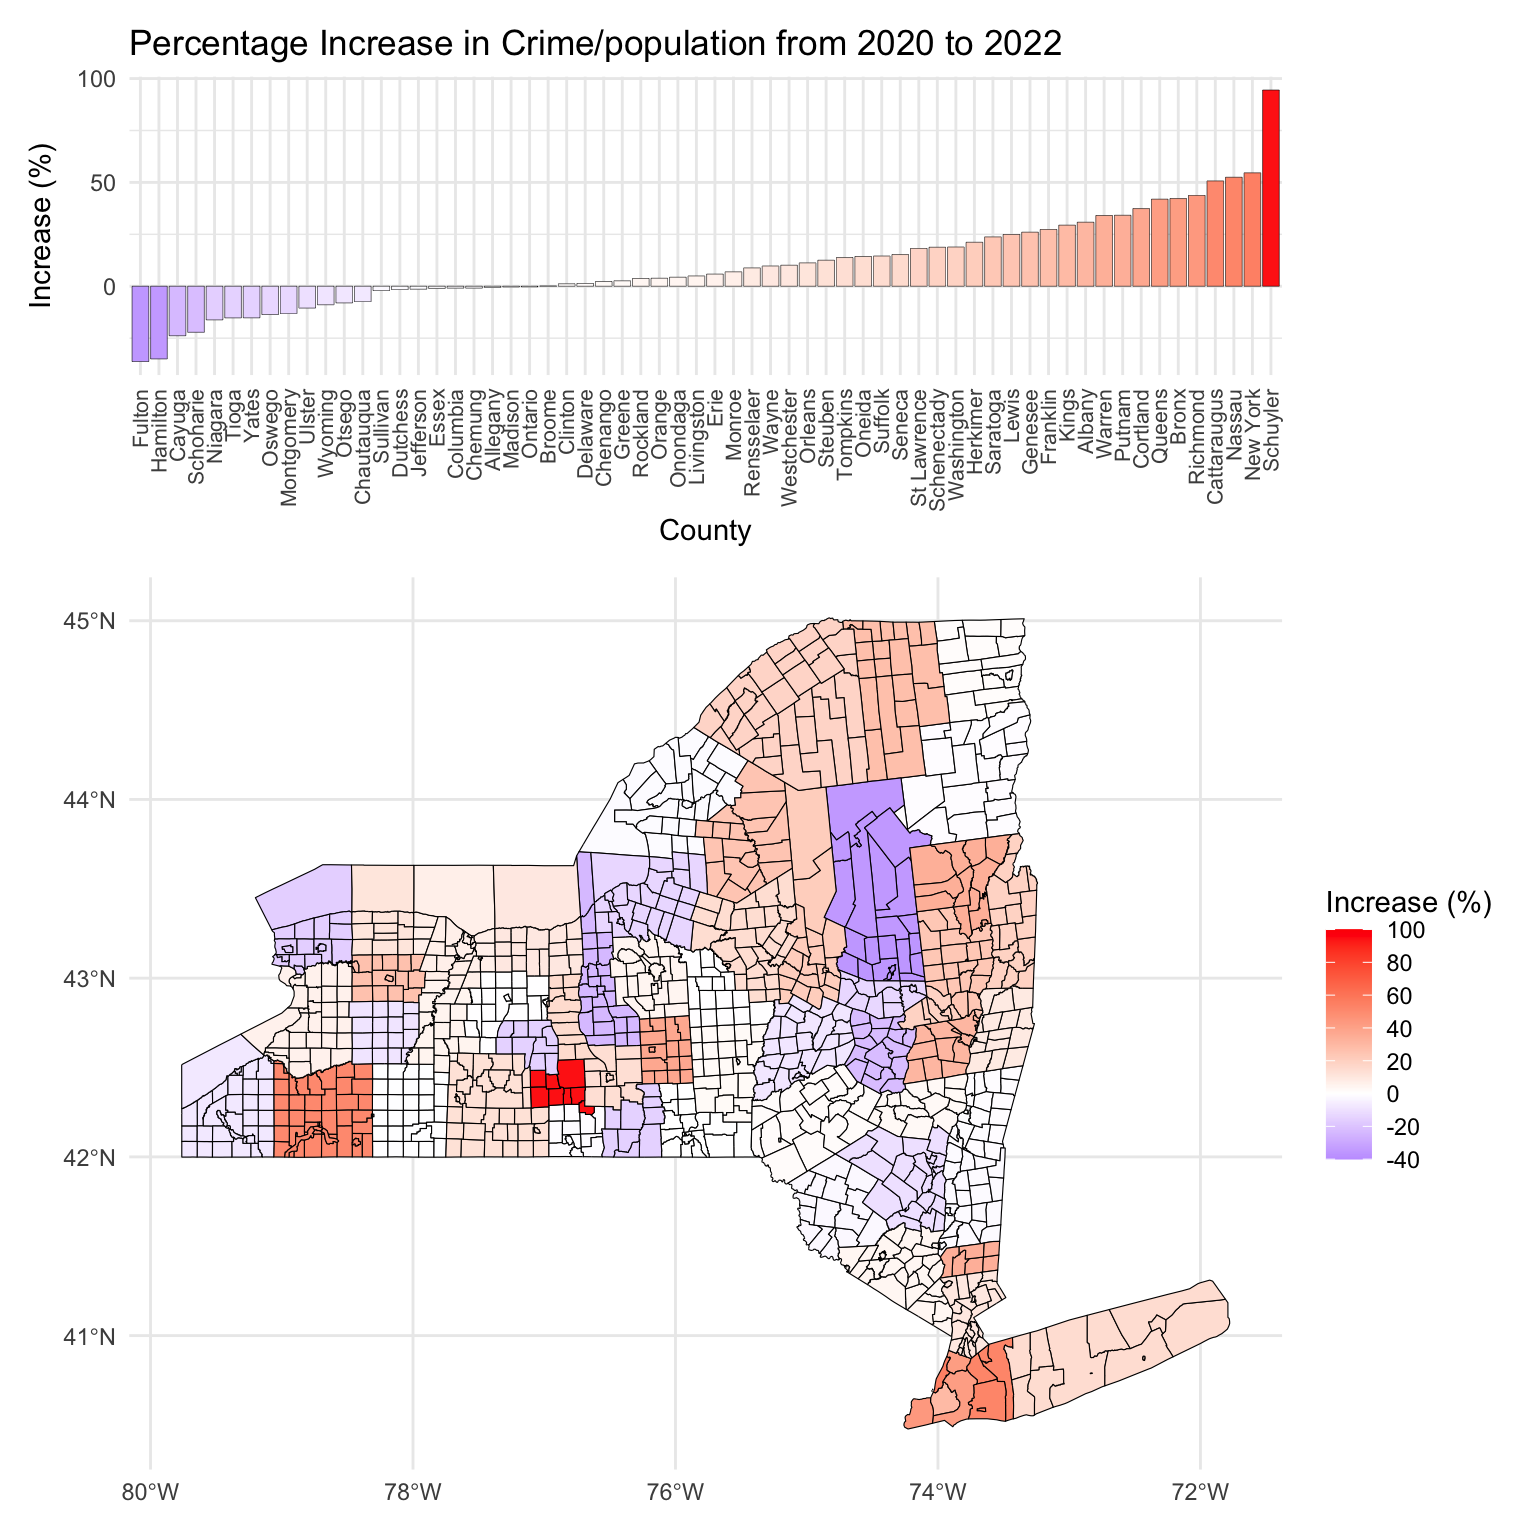 Percentage Increase in Crime/population from 2020 to 2022
Increase (%)
100
50
0
Fulton
Hamilton
Cayuga
Schoharie
Niagara
Tioga
Yates
Oswego
Montgomery
Ulster
Wyoming
Otsego
Chautauqua
Sullivan
Dutchess
Jefferson
Essex
Columbia
Chemung
Allegany
Madison
Ontario
Broome
Clinton
Delaware
Chenango
Greene
Rockland
Orange
Onondaga
Livingston
Erie
Monroe
Rensselaer
Wayne
Westchester
Orleans
Steuben
Tompkins
Oneida
Suffolk
Seneca
St Lawrence
Schenectady
Washington
Herkimer
Saratoga
Lewis
Genesee
Franklin
Kings
Albany
Warren
Putnam
Cortland
Queens
Bronx
Richmond
Cattaraugus
Nassau
New York
Schuyler
County
45°N
44°N
43°N
42°N
41°N
80°W
78°W
76°W
74°W
72°W
Increase (%)
100
80
60
40
20
0
-20
-40